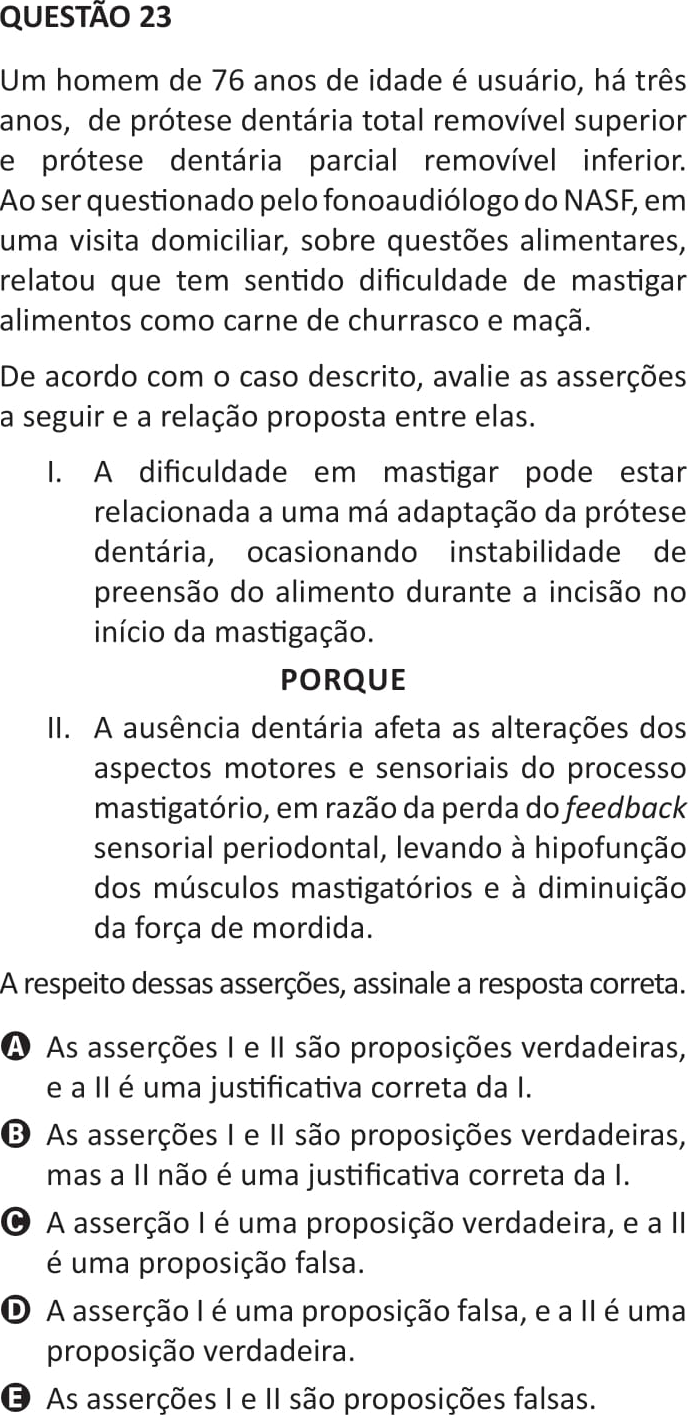 QUESTÃO 23
Um homem de 76 anos de idade é usuário, há três
anos, de prótese dentária total removível superior
e prótese dentária parcial removível inferior.
Ao ser questionado pelo fonoaudiólogo do NASF, em
uma visita domiciliar, sobre questões alimentares,
relatou que tem sentido dificuldade de mastigar
alimentos como carne de churrasco e maçã.
De acordo com o caso descrito, avalie as asserções
a seguir e a relação proposta entre elas.
I. A dificuldade em mastigar pode estar
relacionada a uma má adaptação da prótese
dentária, ocasionando instabilidade de
preensão do alimento durante a incisão no
início da mastigação.
PORQUE
II. A ausência dentária afeta as alterações dos
aspectos motores e sensoriais do processo
mastigatório, em razão da perda do feedback
sensorial periodontal, levando à hipofunção
dos músculos mastigatórios e à diminuição
da força de mordida.
A respeito dessas asserções, assinale a resposta correta.
A As asserções I e II são proposições verdadeiras,
e a II é uma justificativa correta da I.
B As asserções I e II são proposições verdadeiras,
mas a II não é uma justificativa correta da I.
C A asserção I é uma proposição verdadeira, e a II
é uma proposição falsa.
D A asserção I é uma proposição falsa, e a II é uma
proposição verdadeira.
E As asserções I e II são proposições falsas.